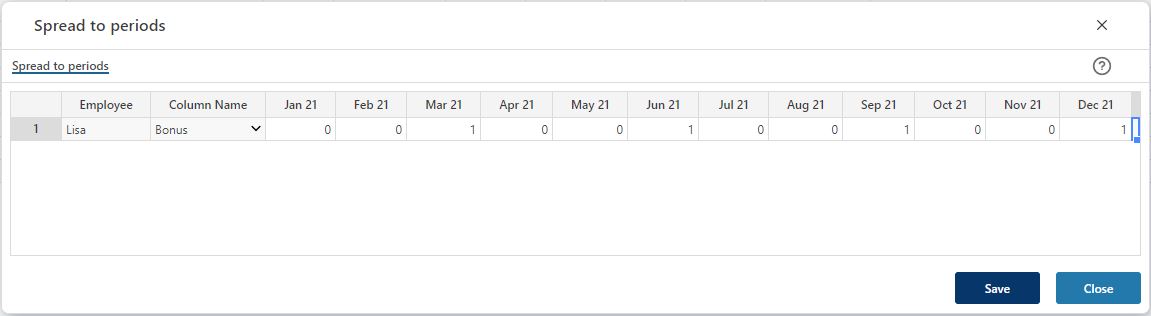 Spread to periods
Spread to periods
Employee Column Name Jan 21 Feb 21 Mar 21 Apr 21 May 21 Jun 21 Jul 21 Aug 21 Sep 21 Oct 21 Nov 21 Dec 21
1 Lisa Bonus 0 0 1 0 0 1 0 0 1 0 0 1
Save Close